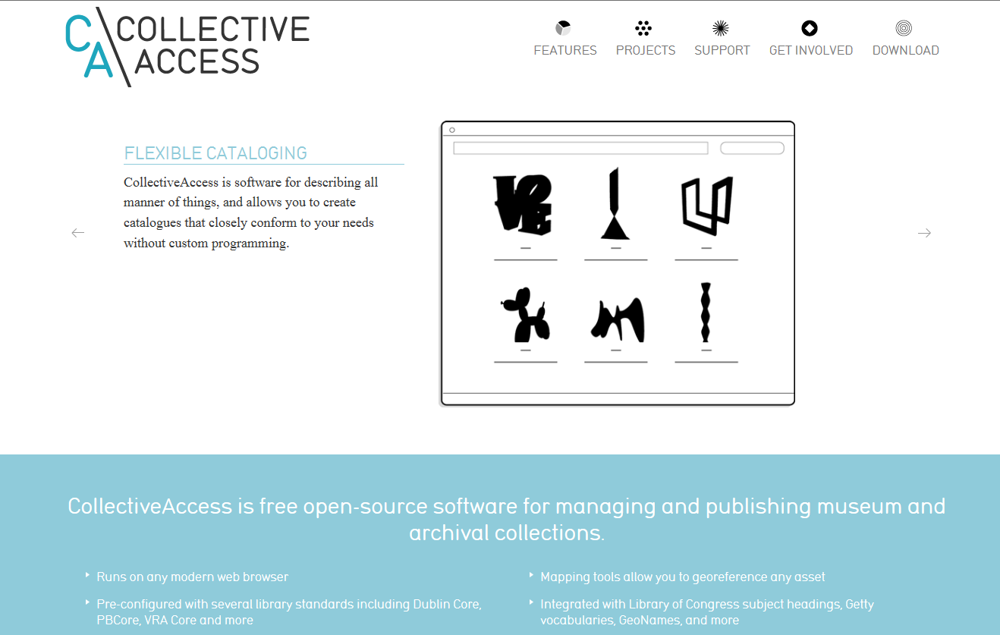 CA
COLLECTIVE
ACCESS
FEATURES
PROJECTS
SUPPORT
GET INVOLVED
DOWNLOAD
FLEXIBLE CATALOGING
CollectiveAccess is software for describing all
manner of things, and allows you to create
catalogues that closely conform to your needs
without custom programming.
LOVE
CollectiveAccess is free open-source software for managing and publishing museum and
archival collections.
Runs on any modern web browser
Pre-configured with several library standards including Dublin Core,
PBCore, VRA Core and more
Mapping tools allow you to georeference any asset
Integrated with Library of Congress subject headings, Getty
vocabularies, GeoNames, and more